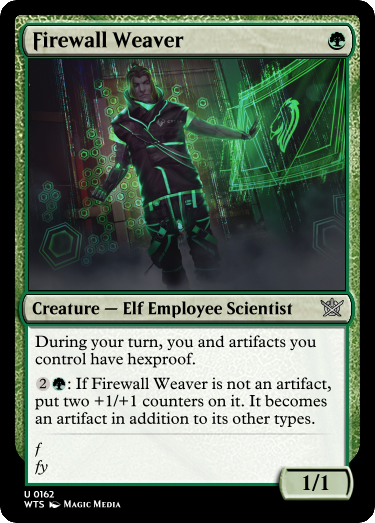 Firewall Weaver
Creature — Elf Employee Scientist
During your turn, you and artifacts you
control have hexproof.
2: If Firewall Weaver is not an artifact,
put two +1/+1 counters on it. It becomes
an artifact in addition to its other types.
f
fy
1/1
U 0162
WTS Magic Media